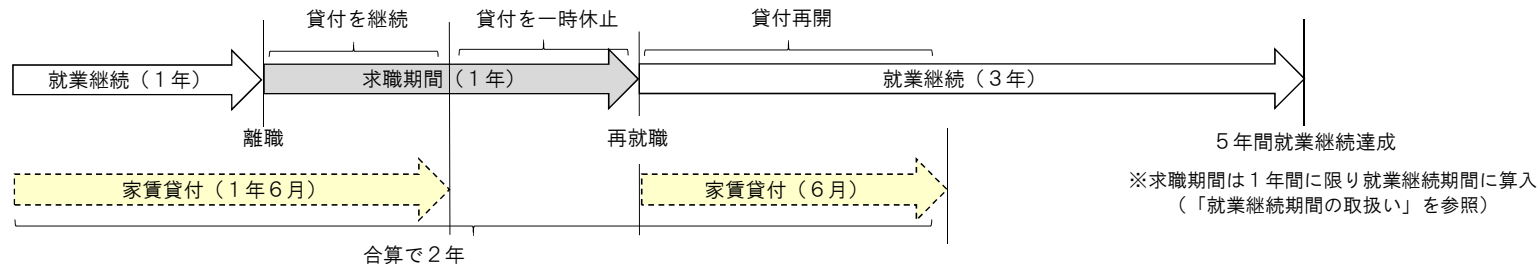 貸付を継続
貸付を一時休止
貸付再開
就業継続（１年）
求職期間（１年）
就業継続（３年）
離職
再就職
５年間就業継続達成
家賃貸付（１年６月）
家賃貸付（６月）
※求職期間は１年間に限り就業継続期間に算入
（「就業継続期間の取扱い」を参照）
合算で２年